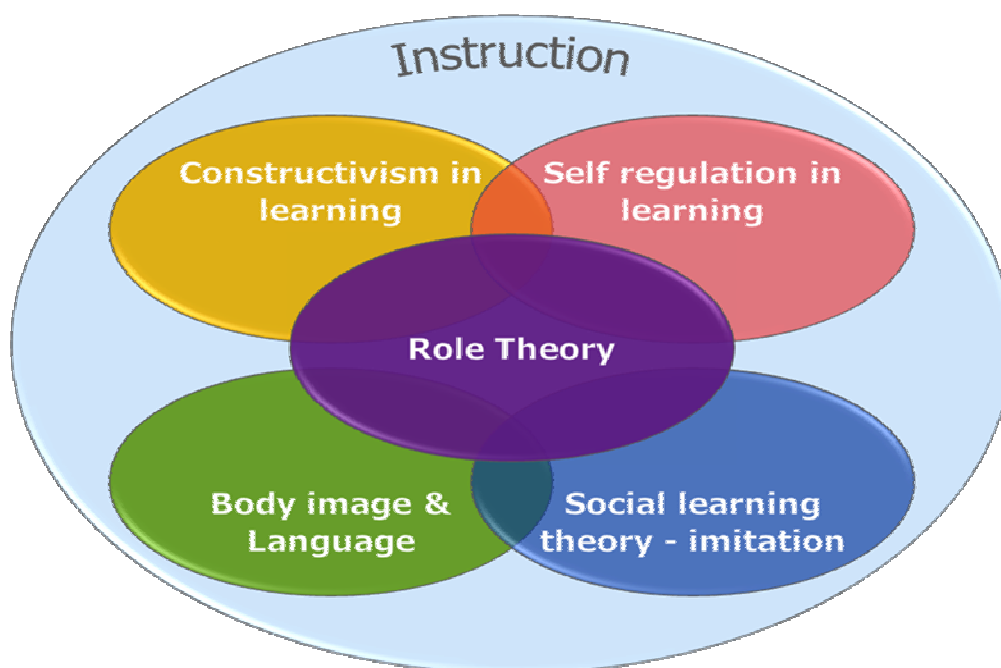 Instruction
Constructivism in
learning
Self regulation in
learning
Role Theory
Body image &
Language
Social learning
theory - imitation